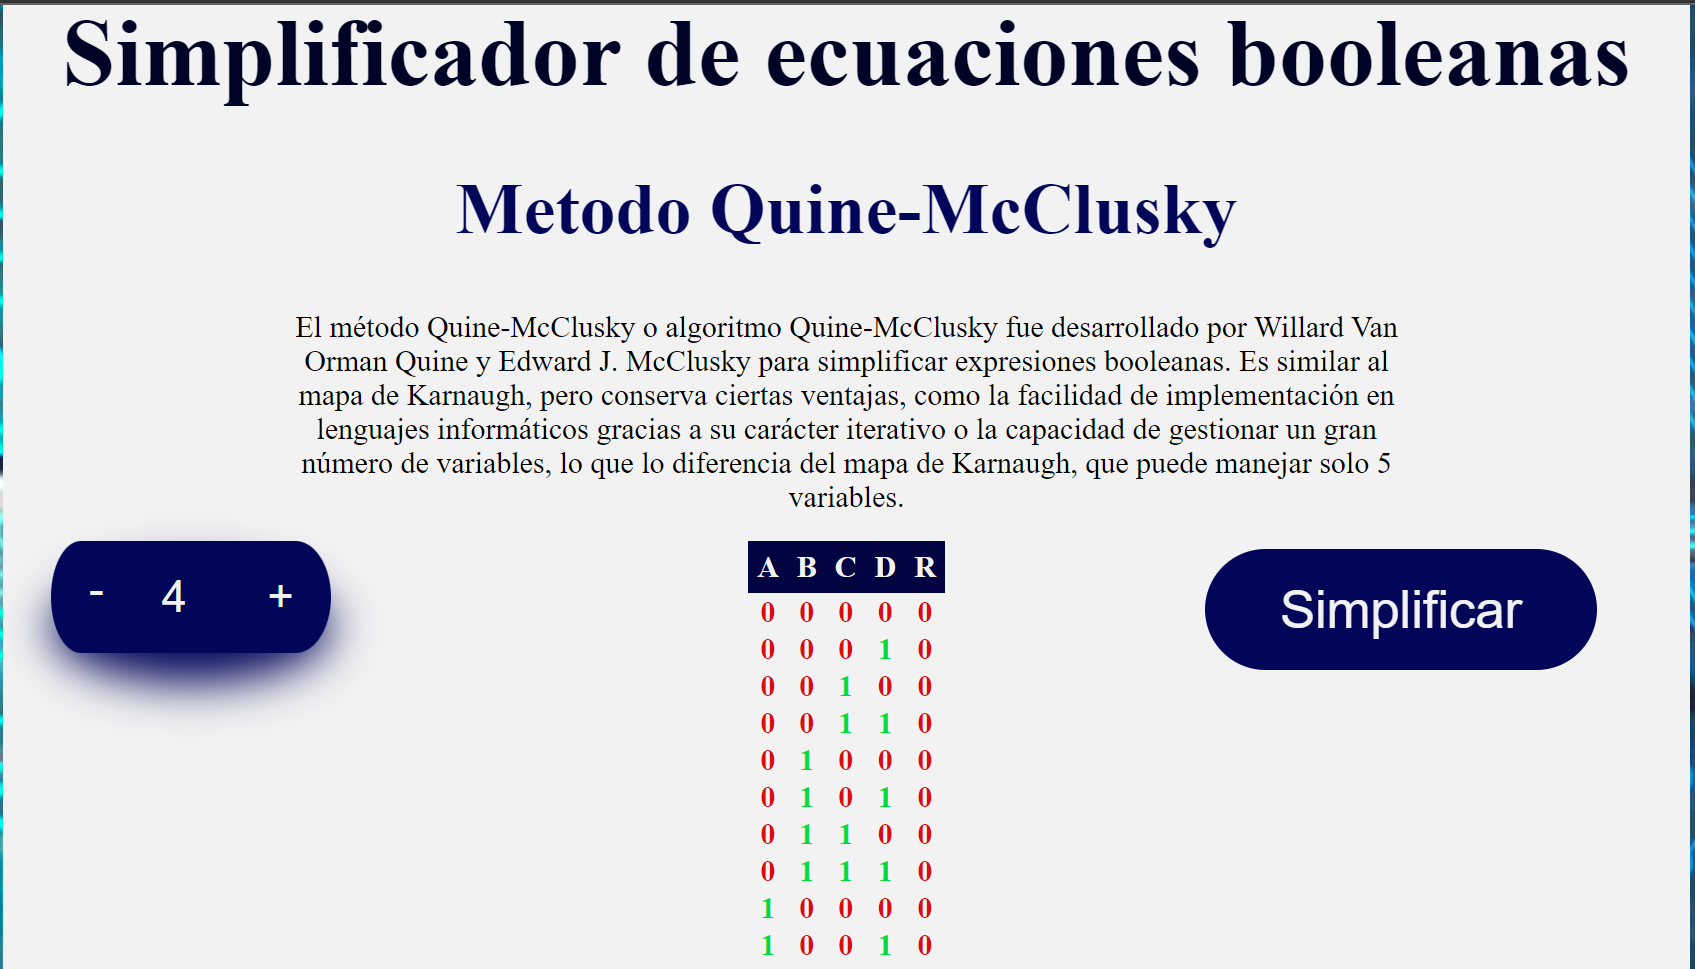 Simplificador de ecuaciones booleanas
Metodo Quine-McClusky
El método Quine-McClusky o algoritmo Quine-McClusky fue desarrollado por Willard Van
Orman Quine y Edward J. McClusky para simplificar expresiones booleanas. Es similar al
mapa de Karnaugh, pero conserva ciertas ventajas, como la facilidad de implementación en
lenguajes informáticos gracias a su carácter iterativo o la capacidad de gestionar un gran
número de variables, lo que lo diferencia del mapa de Karnaugh, que puede manejar solo 5
variables.
- 4 +
A B C D R
0 0 0 0 0
0 0 0 1 0
0 0 1 0 0
0 0 1 1 0
0 1 0 0 0
0 1 0 1 0
0 1 1 0 0
0 1 1 1 0
1 0 0 0 0
1 0 0 1 0
Simplificar